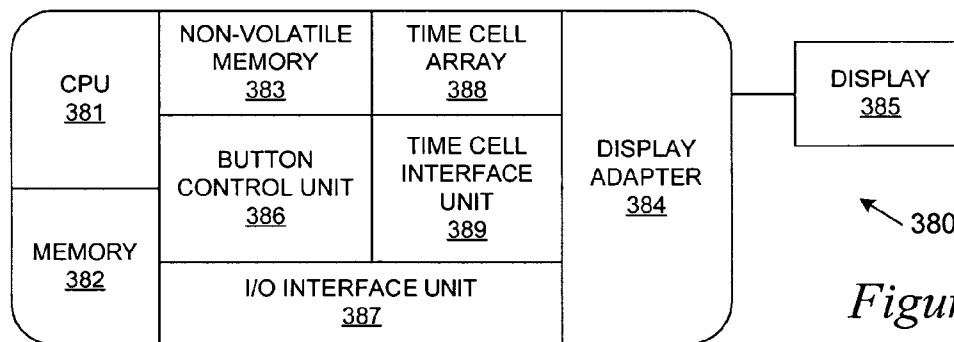 CPU
381
MEMORY
382
NON-VOLATILE
MEMORY
383
TIME CELL
ARRAY
388
BUTTON
CONTROL UNIT
386
TIME CELL
INTERFACE
UNIT
389
I/O INTERFACE UNIT
387
DISPLAY
ADAPTER
384
DISPLAY
385
380
Figur